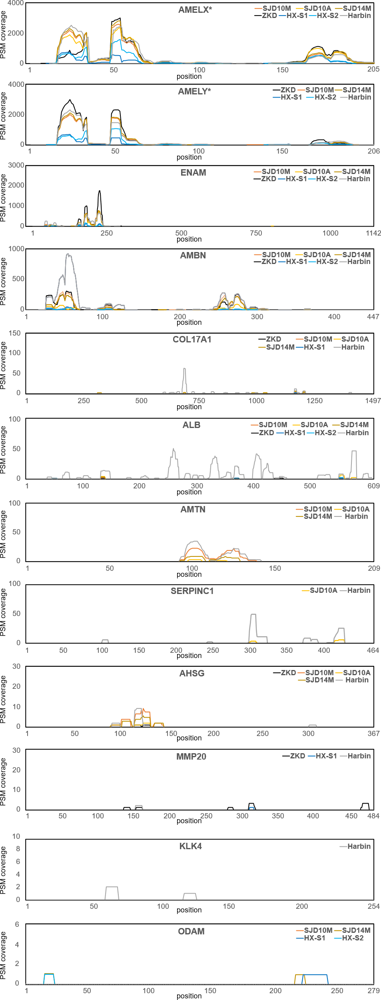 4000
AMELX*
SJD10M SJD10A SJD14M
ZKD HX-S1 HX-S2 Harbin
PSM coverage
2000
0
1 50 100 150 205
position
4000
AMELY*
ZKD SJD10M SJD14M
HX-S1 HX-S2 Harbin
PSM coverage
2000
0
1 50 100 150 206
position
3000
ENAM
SJD10M SJD10A SJD14M
ZKD HX-S1 HX-S2 Harbin
PSM coverage
2000
1000
0
1 250 500 750 1000 1142
position
1000
AMBN
SJD10M SJD10A SJD14M
ZKD HX-S1 HX-S2 Harbin
PSM coverage
500
0
1 100 200 300 400 447
position
150
COL17A1
ZKD SJD10M SJD10A
SJD14M HX-S1 Harbin
PSM coverage
100
50
0
1 250 500 750 1000 1250 1497
position
100
ALB
SJD10M SJD10A SJD14M
ZKD HX-S1 HX-S2 Harbin
PSM coverage
50
0
1 100 200 300 400 500 609
position
100
AMTN
SJD10M SJD10A
SJD14M Harbin
PSM coverage
50
0
1 50 100 150 209
position
100
SERPINC1
SJD10A Harbin
PSM coverage
50
0
1 50 100 150 200 250 300 350 400 464
position
30
AHSG
ZKD SJD10M SJD10A
SJD14M Harbin
PSM coverage
20
10
0
1 50 100 150 200 250 300 367
position
30
MMP20
ZKD HX-S1 Harbin
PSM coverage
20
10
0
1 50 100 150 200 250 300 350 400 450 484
position
10
KLK4
Harbin
PSM coverage
8
6
4
2
0
1 50 100 150 200 254
position
6
ODAM
SJD10M SJD14M
HX-S1 HX-S2
PSM coverage
4
2
0
1 50 100 150 200 250 279
position